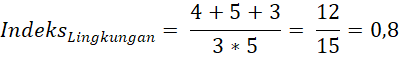 Indeks_Lingkungan = (4 + 5 + 3)/(3 * 5) = 12/15 = 0,8